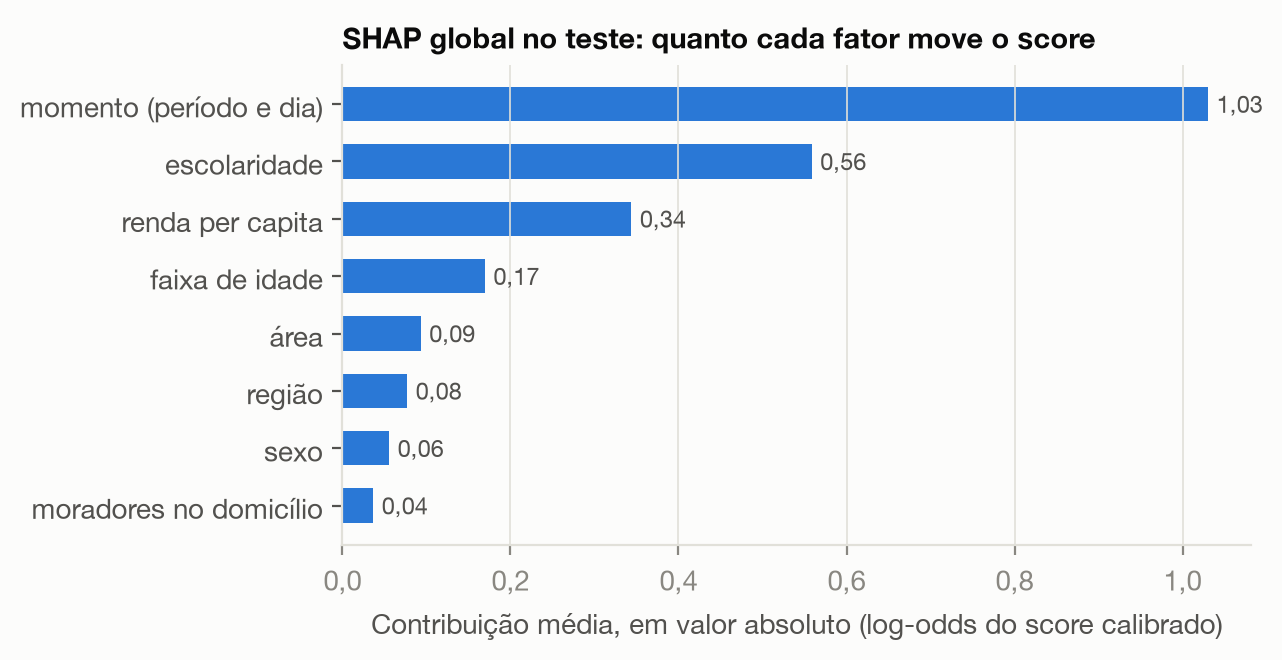 SHAP global no teste: quanto cada fator move o score
momento (período e dia) 1,03
escolaridade 0,56
renda per capita 0,34
faixa de idade 0,17
área 0,09
região 0,08
sexo 0,06
moradores no domicílio 0,04
0,0 0,2 0,4 0,6 0,8 1,0
Contribuição média, em valor absoluto (log-odds do score calibrado)